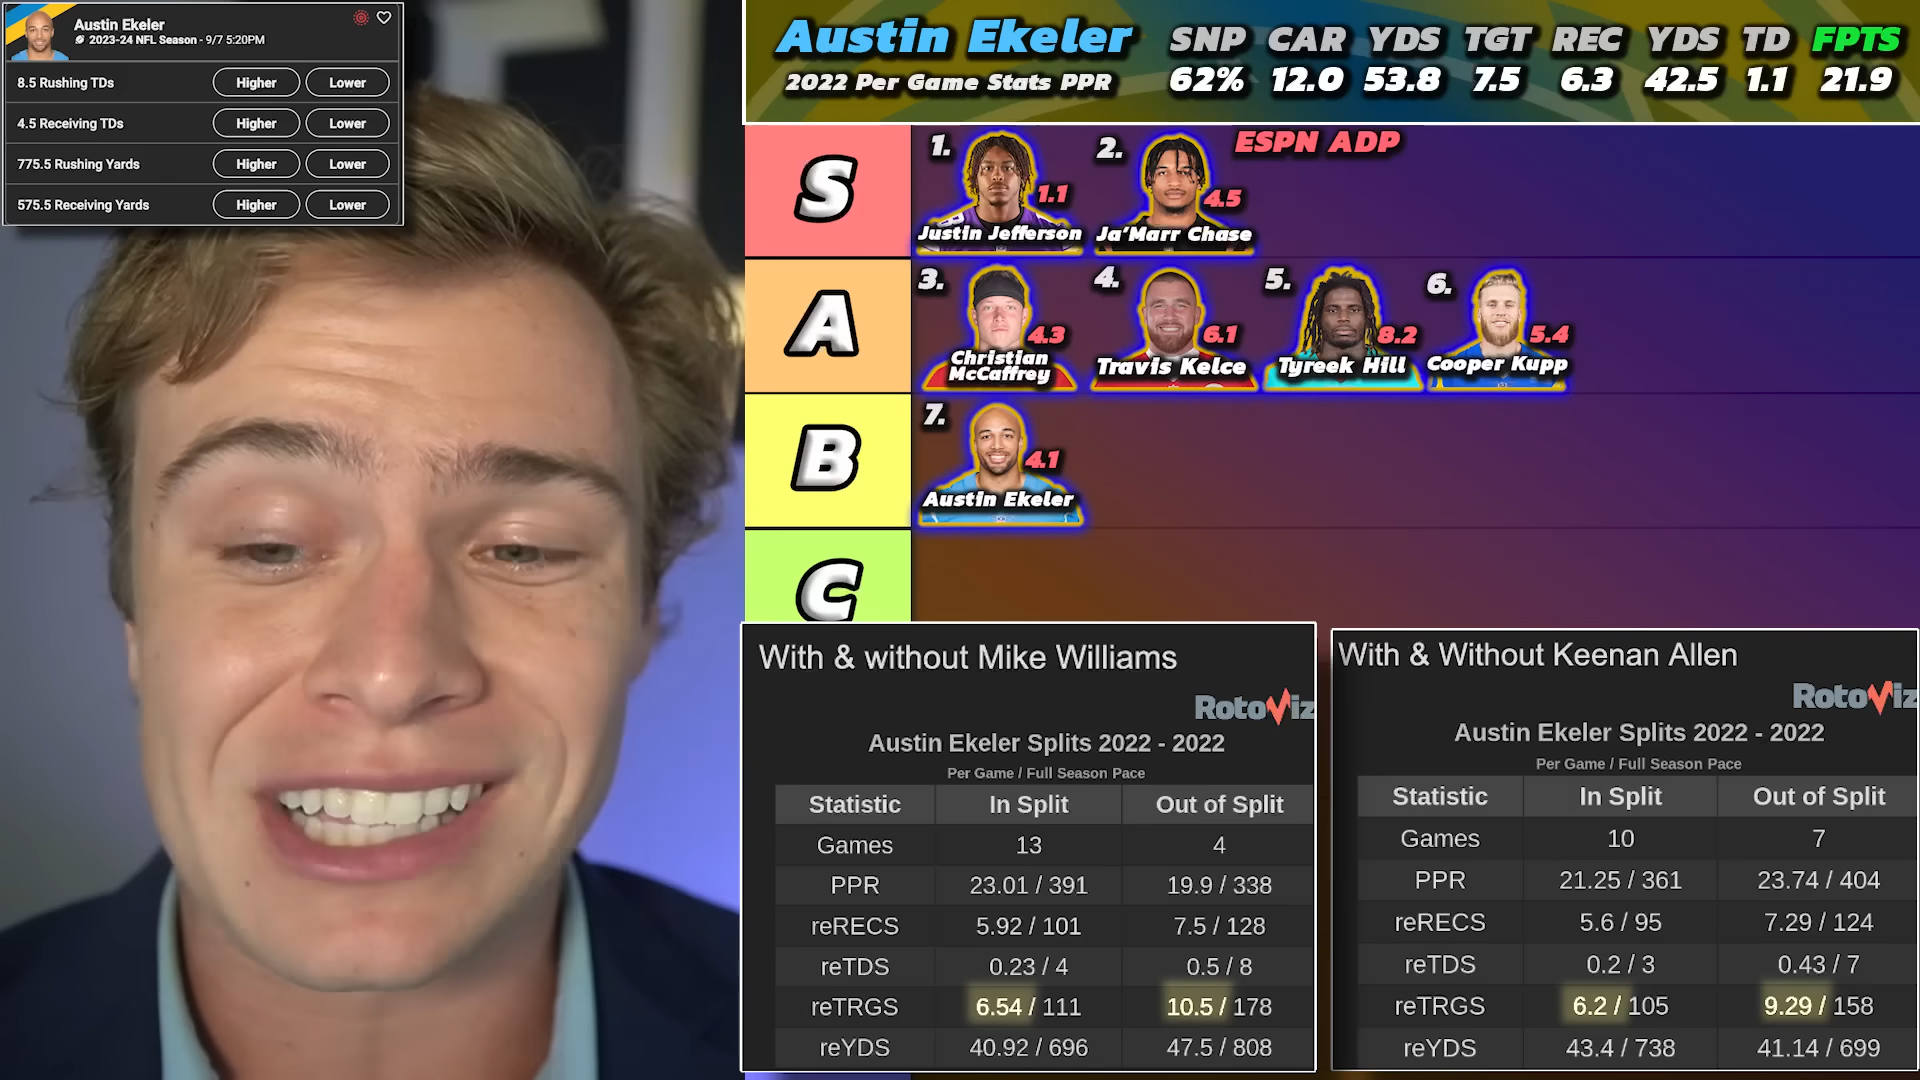 Austin Ekeler
2023-24 NFL Season - 9/7 5:20PM
8.5 Rushing TDs Higher Lower
4.5 Receiving TDs Higher Lower
775.5 Rushing Yards Higher Lower
575.5 Receiving Yards Higher Lower
Austin Ekeler SNP CAR YDS TGT REC YDS TD FPTS
2022 Per Game Stats PPR 62% 12.0 53.8 7.5 6.3 42.5 1.1 21.9
ESPN ADP
S
1. 1.1 Justin Jefferson
2. 4.5 Ja'Marr Chase
A
3. 4.3 Christian
McCaffrey
4. 6.1 Travis Kelce
5. 8.2 Tyreek Hill
6. 5.4 Cooper Kupp
B
7. 4.1 Austin Ekeler
C
With & without Mike Williams
RotoViz
Austin Ekeler Splits 2022 - 2022
Per Game / Full Season Pace
Statistic In Split Out of Split
Games 13 4
PPR 23.01 / 391 19.9 / 338
reRECS 5.92 / 101 7.5 / 128
reTDS 0.23 / 4 0.5 / 8
reTRGS 6.54 / 111 10.5 / 178
reYDS 40.92 / 696 47.5 / 808
With & Without Keenan Allen
RotoViz
Austin Ekeler Splits 2022 - 2022
Per Game / Full Season Pace
Statistic In Split Out of Split
Games 10 7
PPR 21.25 / 361 23.74 / 404
reRECS 5.6 / 95 7.29 / 124
reTDS 0.2 / 3 0.43 / 7
reTRGS 6.2 / 105 9.29 / 158
reYDS 43.4 / 738 41.14 / 699